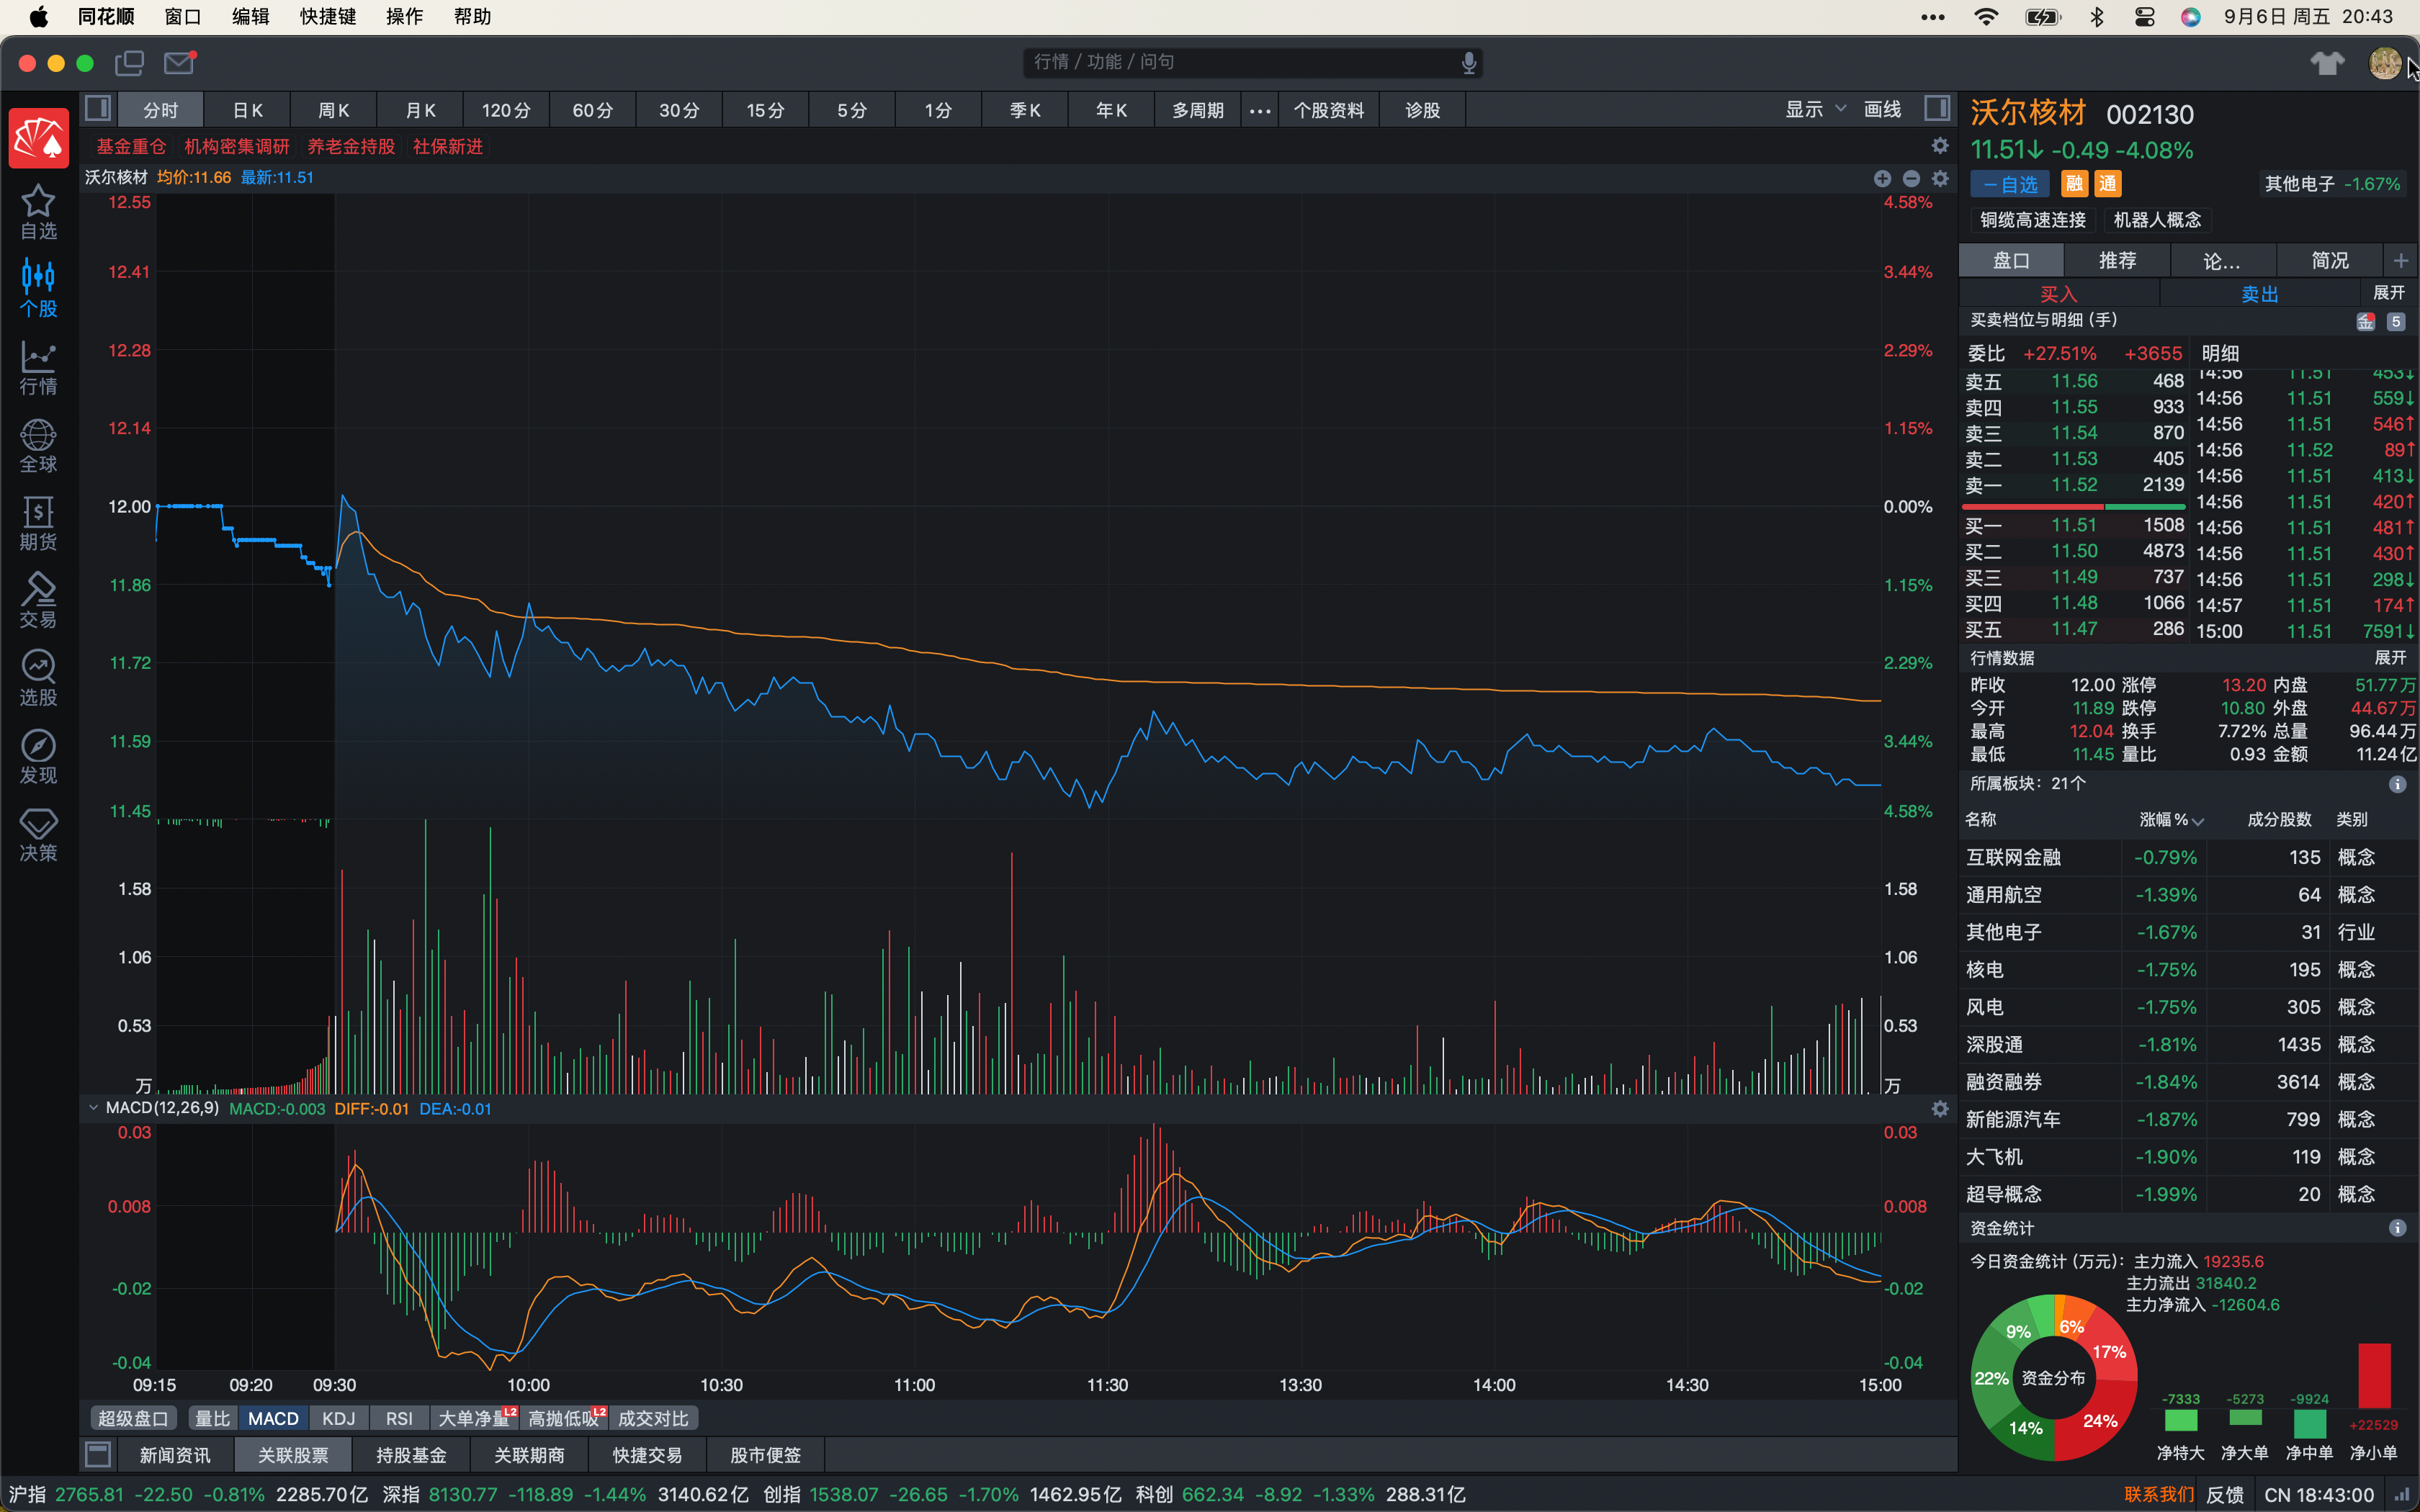 同花顺 窗口 编辑 快捷键 操作 帮助 9月6日 周五 20:43
行情 / 功能 / 问句
分时 日K 周K 月K 120分 60分 30分 15分 5分 1分 季K 年K 多周期 ••• 个股资料 诊股 显示 画线
基金重仓 机构密集调研 养老金持股 社保新进
沃尔核材 均价:11.66 最新:11.51
自选
个股
行情
全球
期货
交易
选股
发现
决策
12.55 4.58%
12.41 3.44%
12.28 2.29%
12.14 1.15%
12.00 0.00%
11.86 1.15%
11.72 2.29%
11.59 3.44%
11.45 4.58%
1.58 1.58
1.06 1.06
0.53 0.53
万 万
MACD(12,26,9) MACD:-0.003 DIFF:-0.01 DEA:-0.01
0.03 0.03
0.008 0.008
-0.02 -0.02
-0.04 -0.04
09:15 09:20 09:30 10:00 10:30 11:00 11:30 13:30 14:00 14:30 15:00
超级盘口 量比 MACD KDJ RSI 大单净量 L2 高抛低吸 L2 成交对比
新闻资讯 关联股票 持股基金 关联期商 快捷交易 股市便签
沃尔核材 002130
11.51↓ -0.49 -4.08%
－自选 融 通 其他电子 -1.67%
铜缆高速连接 机器人概念
盘口 推荐 论... 简况 +
买入 卖出 展开
买卖档位与明细 (手) 5
委比 +27.51% +3655 明细
卖五 11.56 468
卖四 11.55 933
卖三 11.54 870
卖二 11.53 405
卖一 11.52 2139
买一 11.51 1508
买二 11.50 4873
买三 11.49 737
买四 11.48 1066
买五 11.47 286
14:56 11.51 453↓
14:56 11.51 559↓
14:56 11.51 546↑
14:56 11.52 89↑
14:56 11.51 413↓
14:56 11.51 420↑
14:56 11.51 481↑
14:56 11.51 430↑
14:56 11.51 298↓
14:57 11.51 174↑
15:00 11.51 7591↓
行情数据 展开
昨收 12.00 涨停 13.20 内盘 51.77万
今开 11.89 跌停 10.80 外盘 44.67万
最高 12.04 换手 7.72% 总量 96.44万
最低 11.45 量比 0.93 金额 11.24亿
所属板块：21个
名称 涨幅% 成分股数 类别
互联网金融 -0.79% 135 概念
通用航空 -1.39% 64 概念
其他电子 -1.67% 31 行业
核电 -1.75% 195 概念
风电 -1.75% 305 概念
深股通 -1.81% 1435 概念
融资融券 -1.84% 3614 概念
新能源汽车 -1.87% 799 概念
大飞机 -1.90% 119 概念
超导概念 -1.99% 20 概念
资金统计
今日资金统计 (万元)：主力流入 19235.6
主力流出 31840.2
主力净流入 -12604.6
9% 6%
17%
22% 资金分布
24%
14%
-7333 -5273 -9924 +22529
净特大 净大单 净中单 净小单
沪指 2765.81 -22.50 -0.81% 2285.70亿 深指 8130.77 -118.89 -1.44% 3140.62亿 创指 1538.07 -26.65 -1.70% 1462.95亿 科创 662.34 -8.92 -1.33% 288.31亿 联系我们 反馈 CN 18:43:00